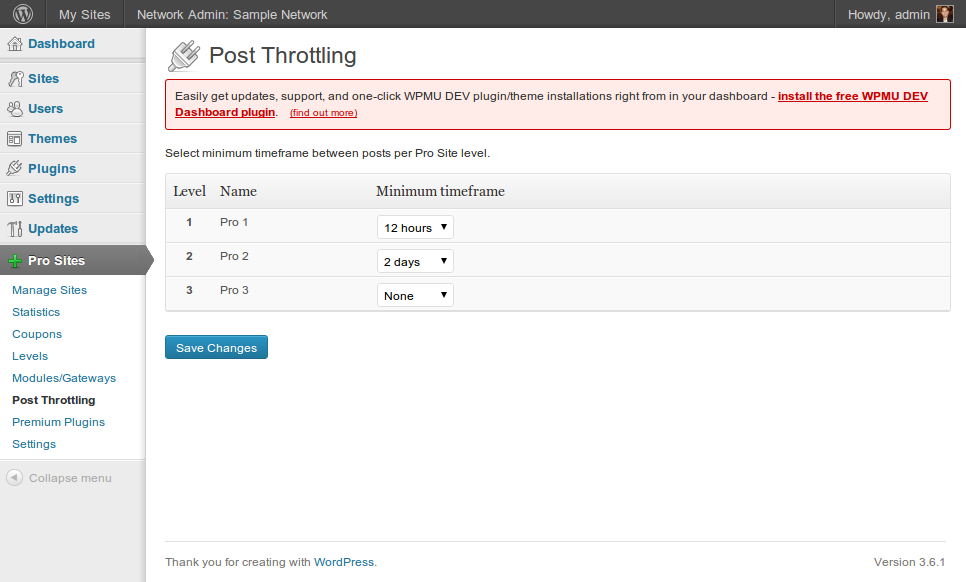 My Sites
Network Admin: Sample Network
Howdy, admin
Dashboard
Sites
Users
Themes
Plugins
Settings
Updates
Pro Sites
Manage Sites
Statistics
Coupons
Levels
Modules/Gateways
Post Throttling
Premium Plugins
Settings
Collapse menu
Post Throttling
Easily get updates, support, and one-click WPMU DEV plugin/theme installations right from in your dashboard - install the free WPMU DEV
Dashboard plugin. (find out more)
Select minimum timeframe between posts per Pro Site level.
Level Name Minimum timeframe
1 Pro 1 12 hours
2 Pro 2 2 days
3 Pro 3 None
Save Changes
Thank you for creating with WordPress. Version 3.6.1